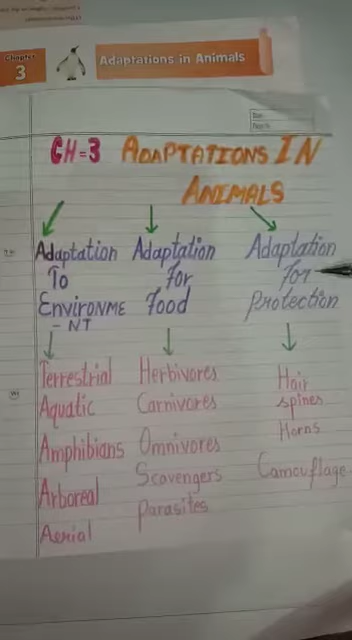 Chapter
3
Adaptations in Animals
CH=3 ADAPTATIONS IN
ANIMALS
Adaptation
To
ENVIRONME
- NT
Terrestrial
Aquatic
Amphibians
Arboreal
Aerial
Adaptation
for
Food
Herbivores
Carnivores
Omnivores
Scavengers
Parasites
Adaptation
for
Protection
Hair
Spines
Horns
Camouflage